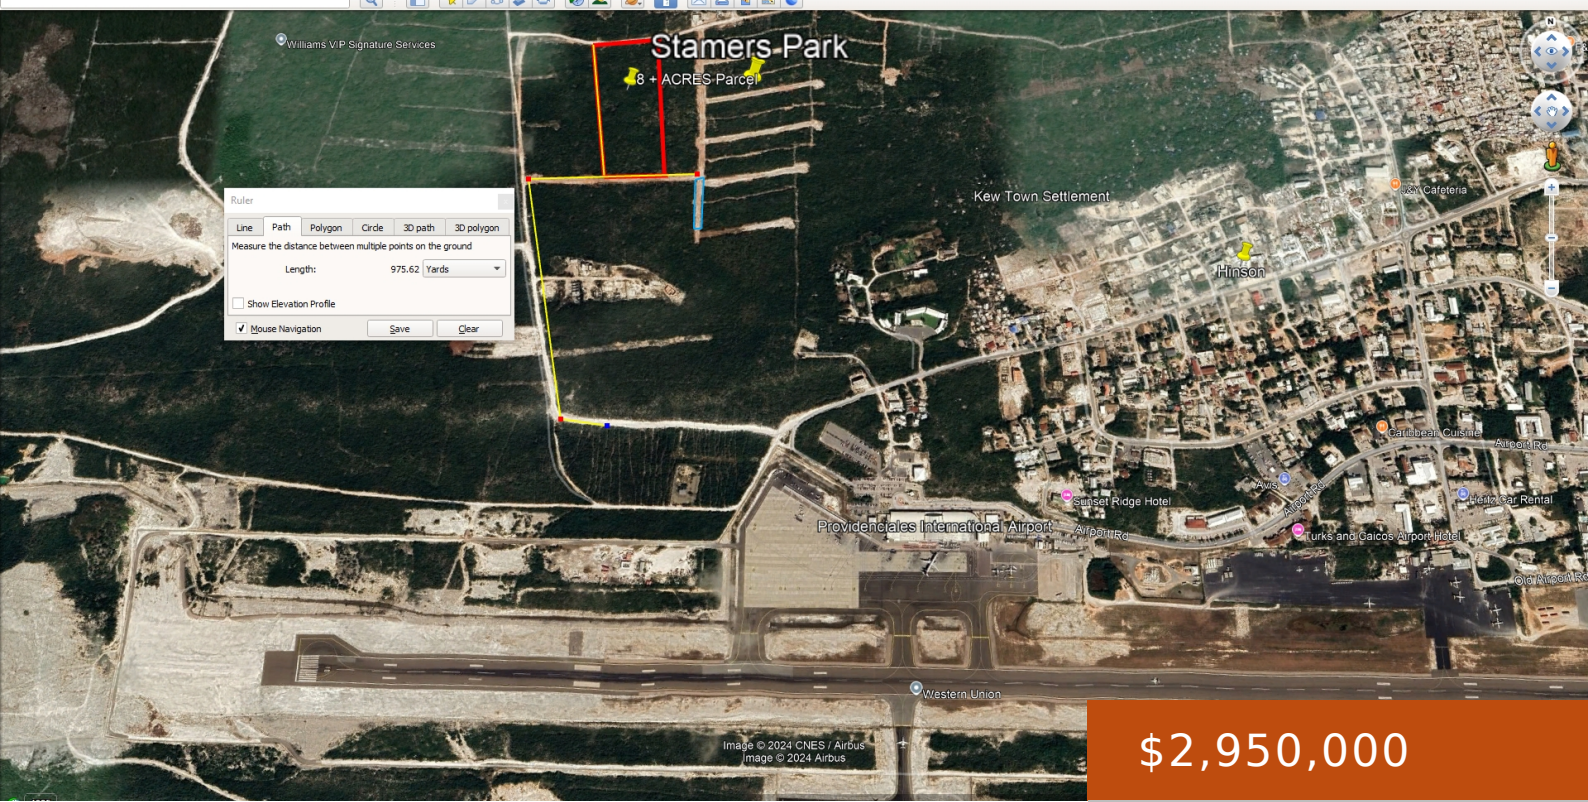 Williams VIP Signature Services
Stamers Park
8 + ACRES Parcel
N
Kew Town Settlement
J&Y Cafeteria
Ruler
Line
Path
Polygon
Circle
3D path
3D polygon
Measure the distance between multiple points on the ground
Length:
975.62
Yards
Show Elevation Profile
Mouse Navigation
Save
Clear
Hinson
Caribbean Cuisine
Airport Rd
Avis
Airport Rd
Hertz Car Rental
Sunset Ridge Hotel
Providenciales International Airport
Airport Rd
Turks and Caicos Airport Hotel
Old Airport Rd
Western Union
Image © 2024 CNES / Airbus
Image © 2024 Airbus
$2,950,000